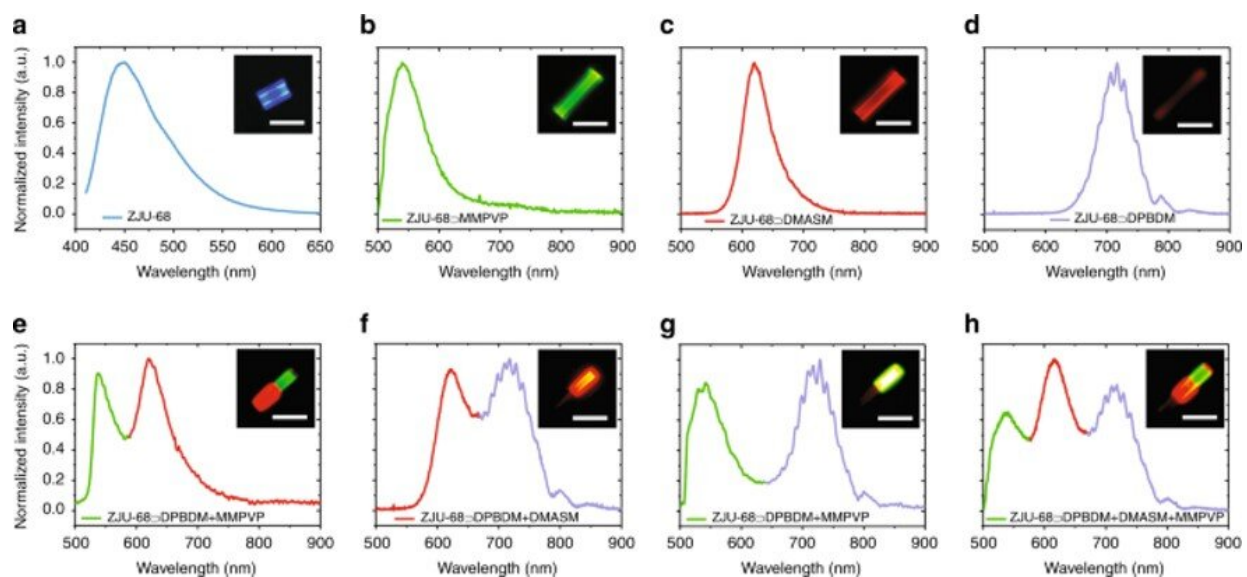 a
b
c
d
Normalized intensity (a.u.)
1.0
0.8
0.6
0.4
0.2
0.0
ZJU-68
400 450 500 550 600 650
Wavelength (nm)
ZJU-68⊃MMPVP
500 600 700 800 900
Wavelength (nm)
ZJU-68⊃DMASM
500 600 700 800 900
Wavelength (nm)
ZJU-68⊃DPBDM
500 600 700 800 900
Wavelength (nm)
e
f
g
h
Normalized intensity (a.u.)
1.0
0.8
0.6
0.4
0.2
0.0
ZJU-68⊃DPBDM+MMPVP
500 600 700 800 900
Wavelength (nm)
ZJU-68⊃DPBDM+DMASM
500 600 700 800 900
Wavelength (nm)
ZJU-68⊃DPBDM+MMPVP
500 600 700 800 900
Wavelength (nm)
ZJU-68⊃DPBDM+DMASM+MMPVP
500 600 700 800 900
Wavelength (nm)